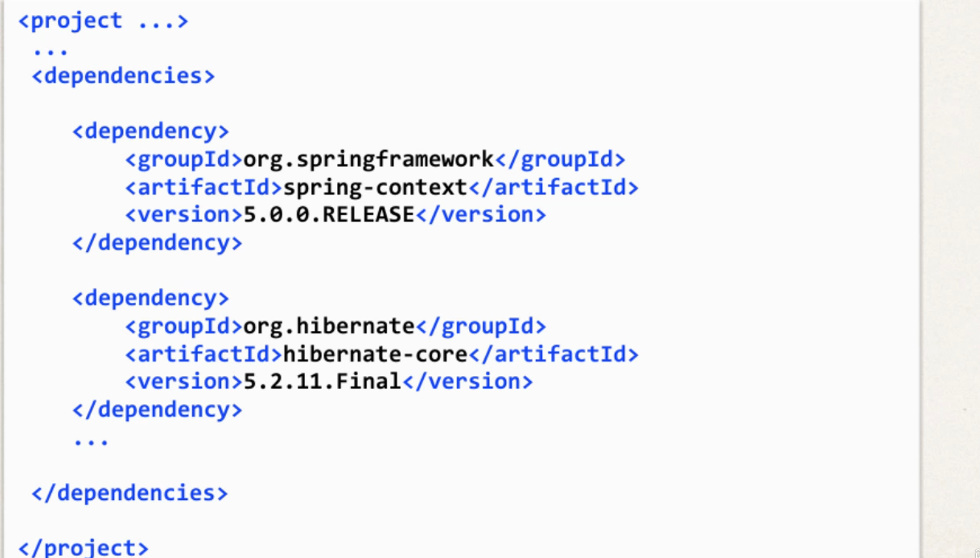 <project ...>
...
<dependencies>
<dependency>
<groupId>org.springframework</groupId>
<artifactId>spring-context</artifactId>
<version>5.0.0.RELEASE</version>
</dependency>
<dependency>
<groupId>org.hibernate</groupId>
<artifactId>hibernate-core</artifactId>
<version>5.2.11.Final</version>
</dependency>
...
</dependencies>
</project>